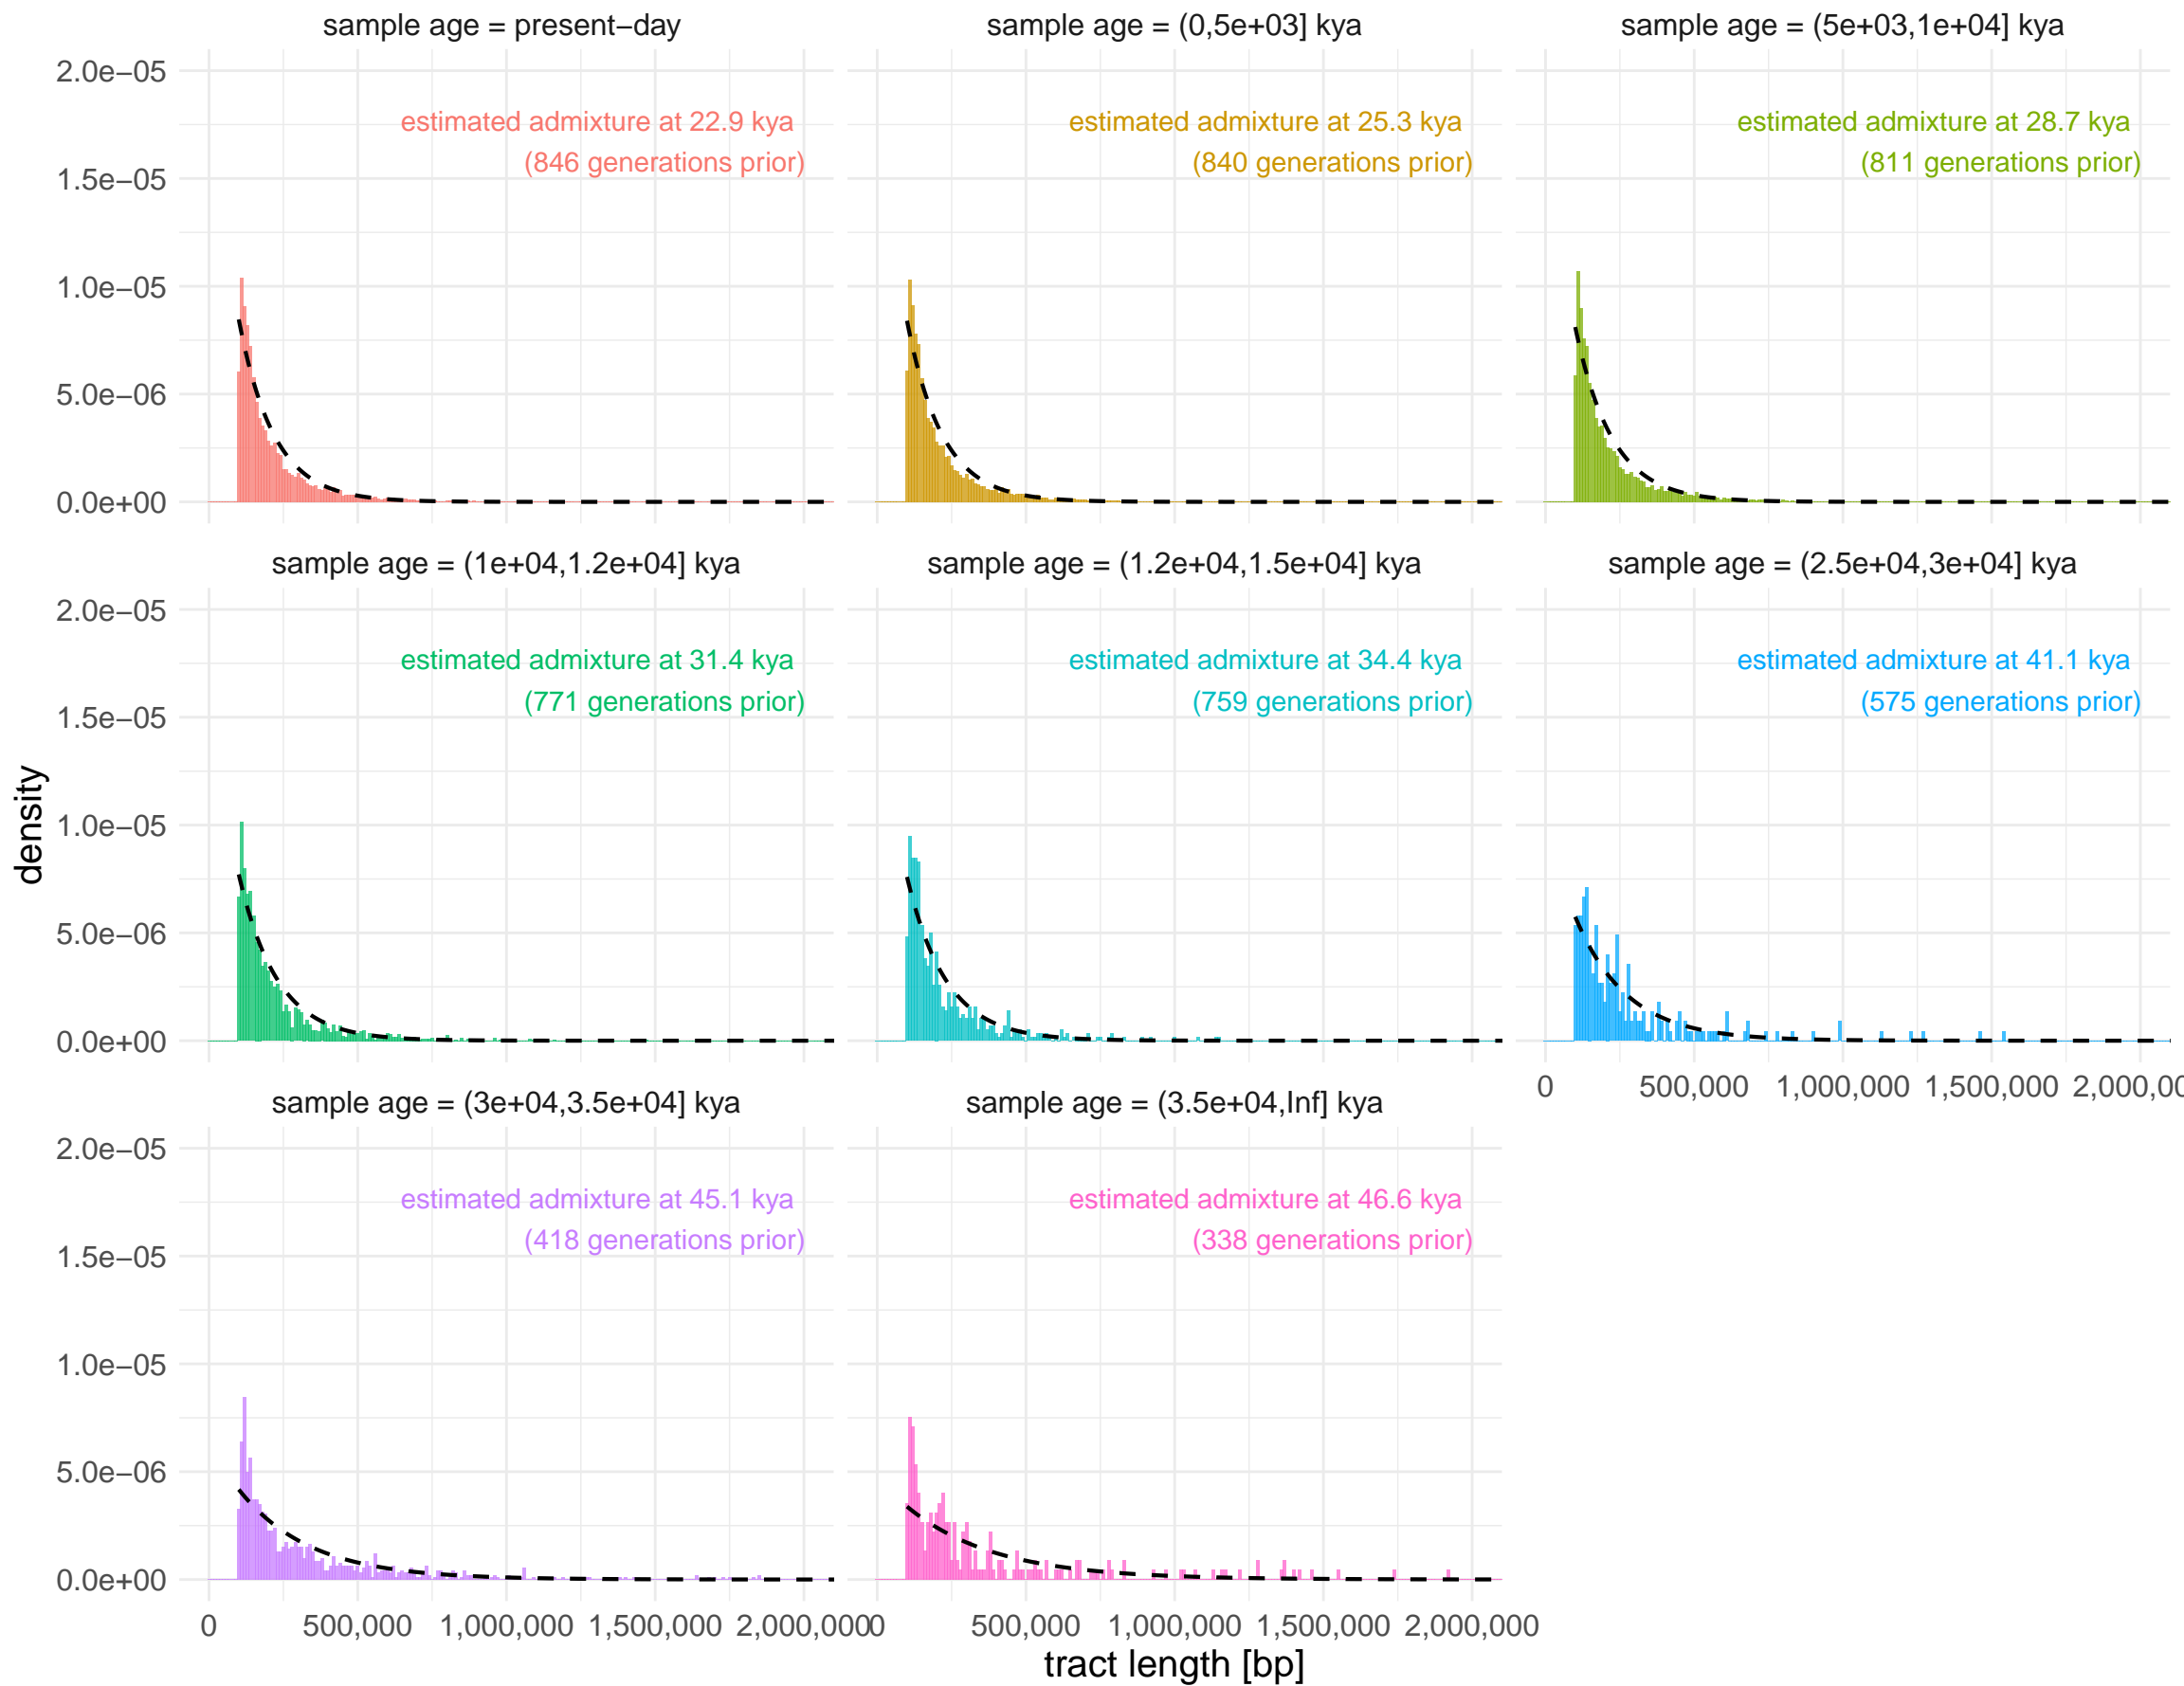 sample age = present−day
sample age = (0,5e+03] kya
sample age = (5e+03,1e+04] kya
2.0e−05
1.5e−05
1.0e−05
5.0e−06
0.0e+00
estimated admixture at 22.9 kya
(846 generations prior)
estimated admixture at 25.3 kya
(840 generations prior)
estimated admixture at 28.7 kya
(811 generations prior)
sample age = (1e+04,1.2e+04] kya
sample age = (1.2e+04,1.5e+04] kya
sample age = (2.5e+04,3e+04] kya
2.0e−05
1.5e−05
1.0e−05
5.0e−06
0.0e+00
estimated admixture at 31.4 kya
(771 generations prior)
estimated admixture at 34.4 kya
(759 generations prior)
estimated admixture at 41.1 kya
(575 generations prior)
density
0 500,000 1,000,000 1,500,000 2,000,0
sample age = (3e+04,3.5e+04] kya
sample age = (3.5e+04,Inf] kya
2.0e−05
1.5e−05
1.0e−05
5.0e−06
0.0e+00
estimated admixture at 45.1 kya
(418 generations prior)
estimated admixture at 46.6 kya
(338 generations prior)
0 500,000 1,000,000 1,500,000 2,000,000
500,000 1,000,000 1,500,000 2,000,000
tract length [bp]